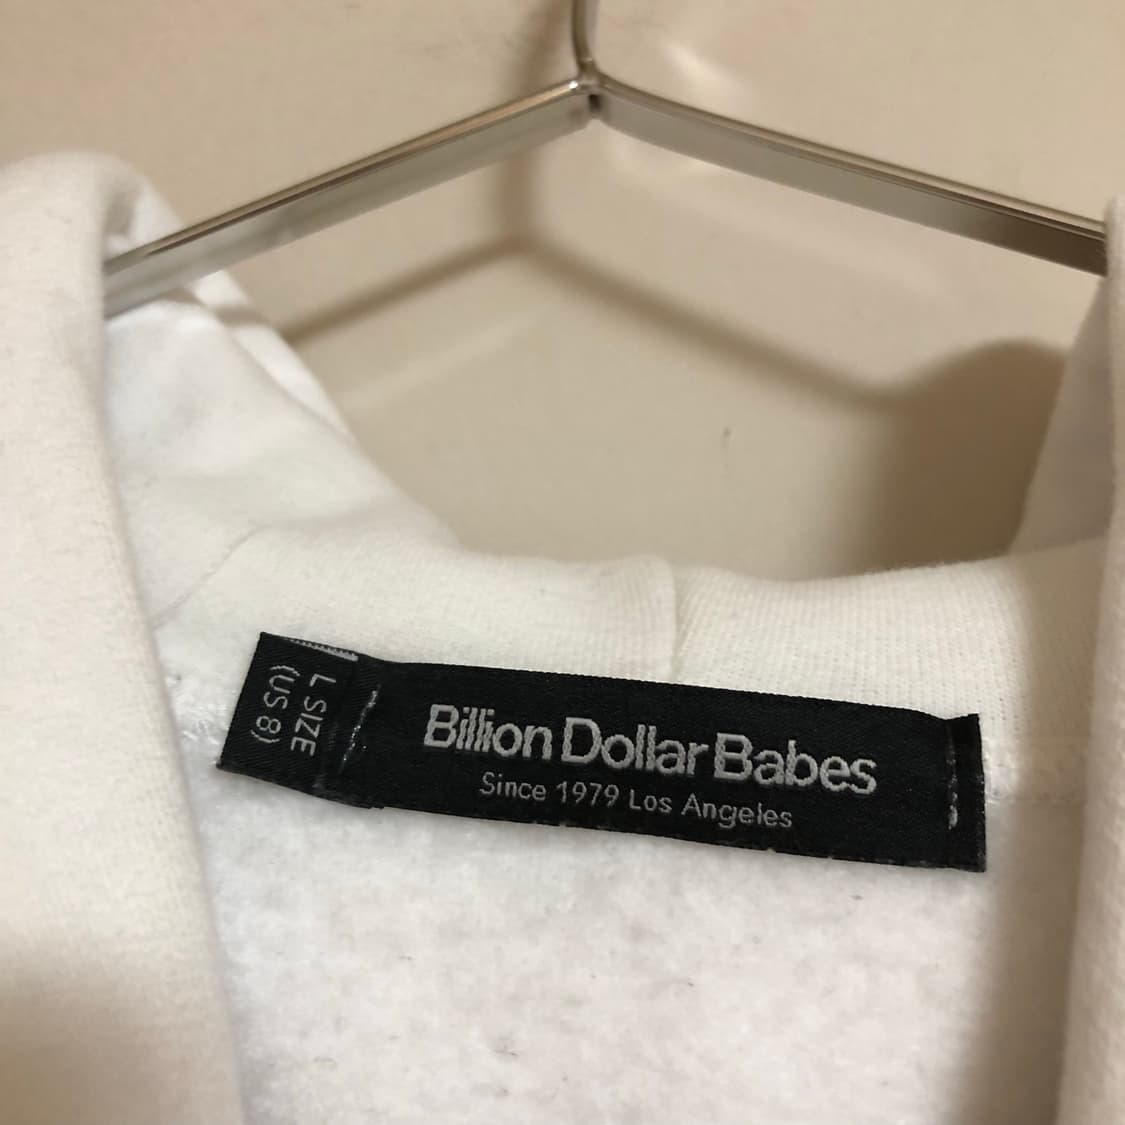 L SIZE
(US 8)
Billion Dollar Babes
Since 1979 Los Angeles